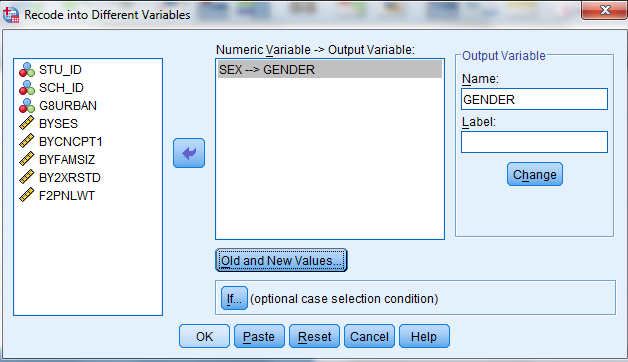 Recode into Different Variables
STU_ID
SCH_ID
G8URBAN
BYSES
BYCNCPT1
BYFAMSIZ
BY2XRSTD
F2PNLWT
Numeric Variable -> Output Variable:
SEX --> GENDER
Output Variable
Name:
GENDER
Label:
Change
Old and New Values...
If... (optional case selection condition)
OK Paste Reset Cancel Help